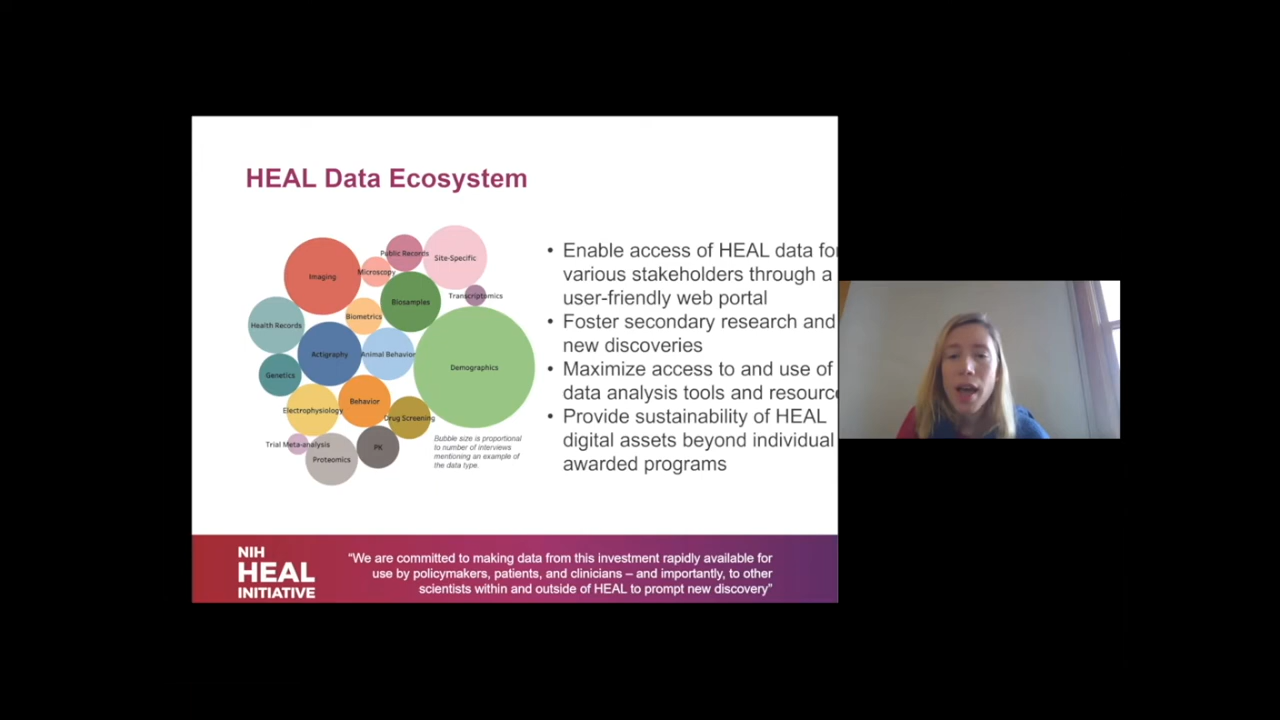 HEAL Data Ecosystem
Public Records
Site-Specific
Imaging
Microscopy
Transcriptomics
Biosamples
Biometrics
Health Records
Actigraphy
Animal Behavior
Demographics
Genetics
Behavior
Electrophysiology
Drug Screening
Trial Meta-analysis
PK
Proteomics
Bubble size is proportional
to number of interviews
mentioning an example of
the data type.
• Enable access of HEAL data for
various stakeholders through a
user-friendly web portal
• Foster secondary research and
new discoveries
• Maximize access to and use of
data analysis tools and resourc
• Provide sustainability of HEAL
digital assets beyond individual
awarded programs
NIH
HEAL
INITIATIVE
“We are committed to making data from this investment rapidly available for
use by policymakers, patients, and clinicians – and importantly, to other
scientists within and outside of HEAL to prompt new discovery”